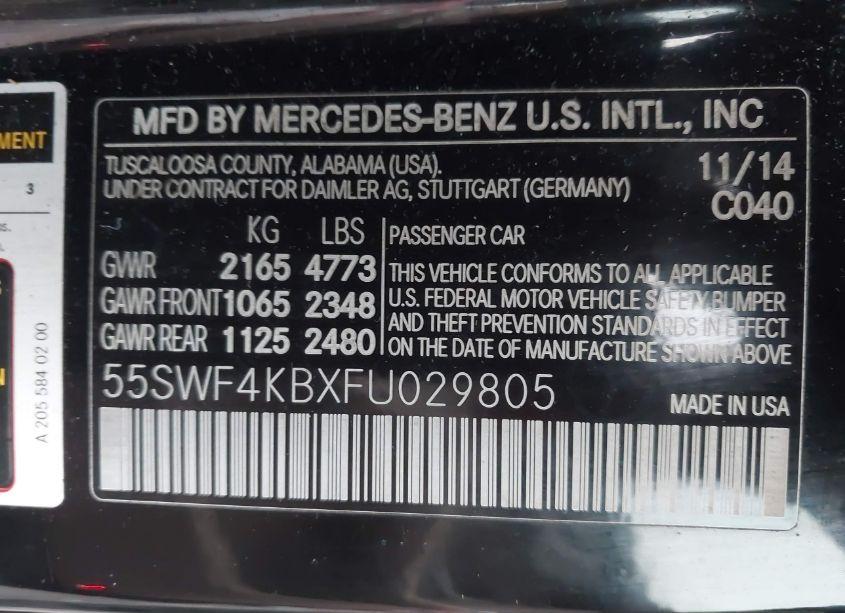 MFD BY MERCEDES-BENZ U.S. INTL., INC
TUSCALOOSA COUNTY, ALABAMA (USA).
UNDER CONTRACT FOR DAIMLER AG, STUTTGART (GERMANY)
11/14
C040
KG LBS
GVWR 2165 4773
GAWR FRONT 1065 2348
GAWR REAR 1125 2480
PASSENGER CAR
THIS VEHICLE CONFORMS TO ALL APPLICABLE
U.S. FEDERAL MOTOR VEHICLE SAFETY BUMPER
AND THEFT PREVENTION STANDARDS IN EFFECT
ON THE DATE OF MANUFACTURE SHOWN ABOVE
55SWF4KBXFU029805
MADE IN USA
3
A 205 584 02 00